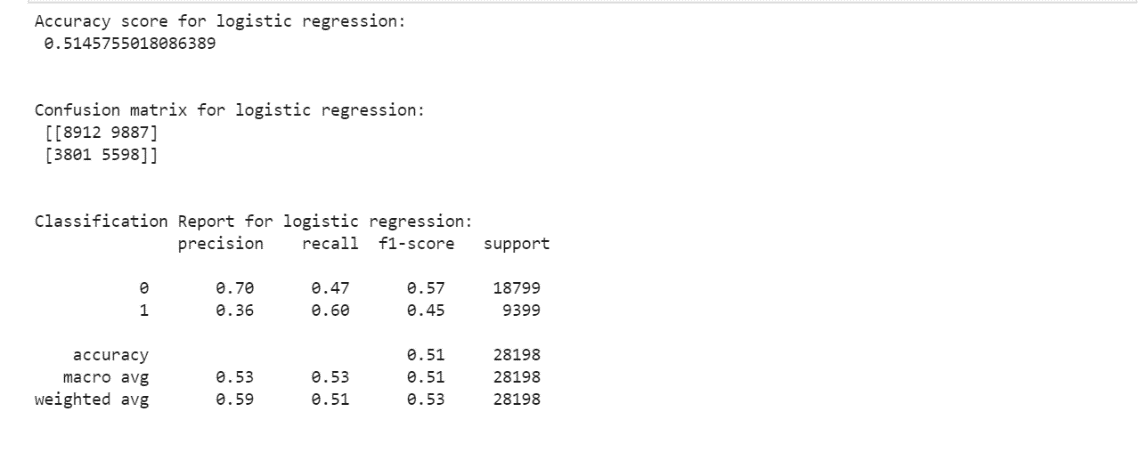 Accuracy score for logistic regression:
0.5145755018086389
Confusion matrix for logistic regression:
[[8912 9887]
[3801 5598]]
Classification Report for logistic regression:
precision recall f1-score support
0 0.70 0.47 0.57 18799
1 0.36 0.60 0.45 9399
accuracy 0.51 28198
macro avg 0.53 0.53 0.51 28198
weighted avg 0.59 0.51 0.53 28198